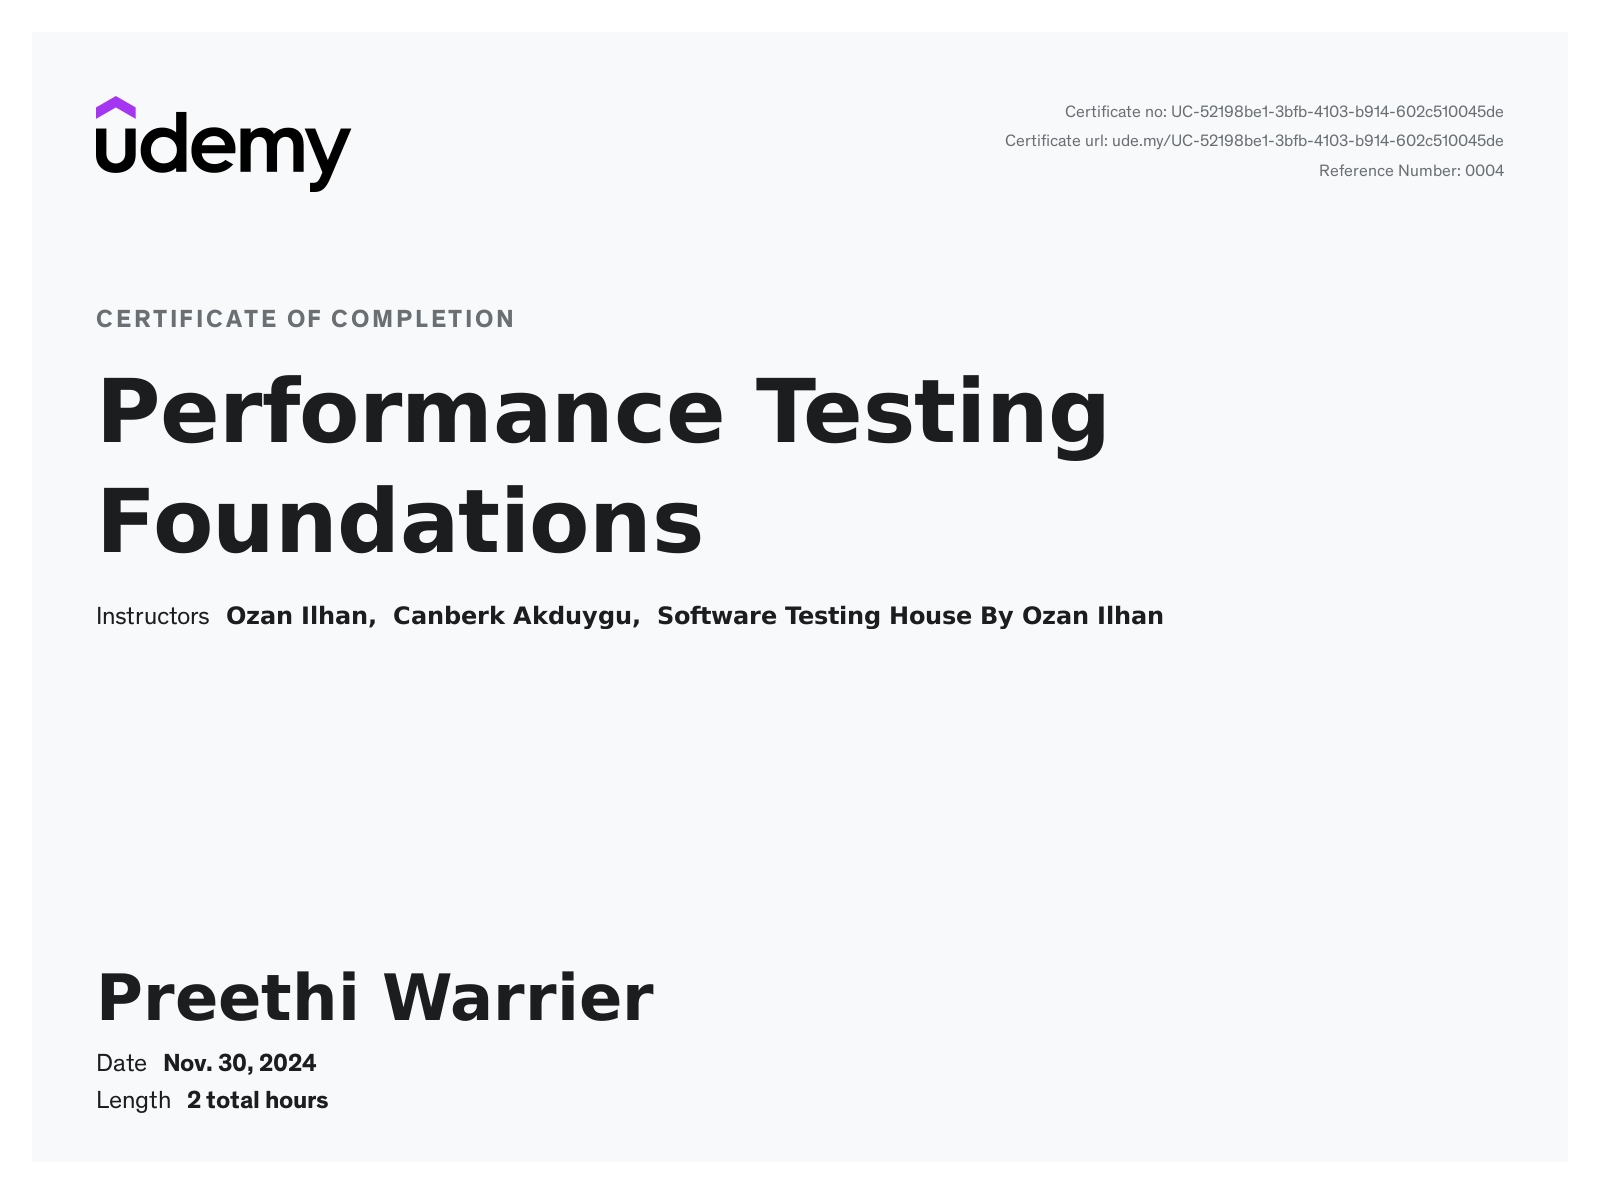 udemy
Certificate no: UC-52198be1-3bfb-4103-b914-602c510045de
Certificate url: ude.my/UC-52198be1-3bfb-4103-b914-602c510045de
Reference Number: 0004
CERTIFICATE OF COMPLETION
Performance Testing
Foundations
Instructors Ozan Ilhan, Canberk Akduygu, Software Testing House By Ozan Ilhan
Preethi Warrier
Date Nov. 30, 2024
Length 2 total hours